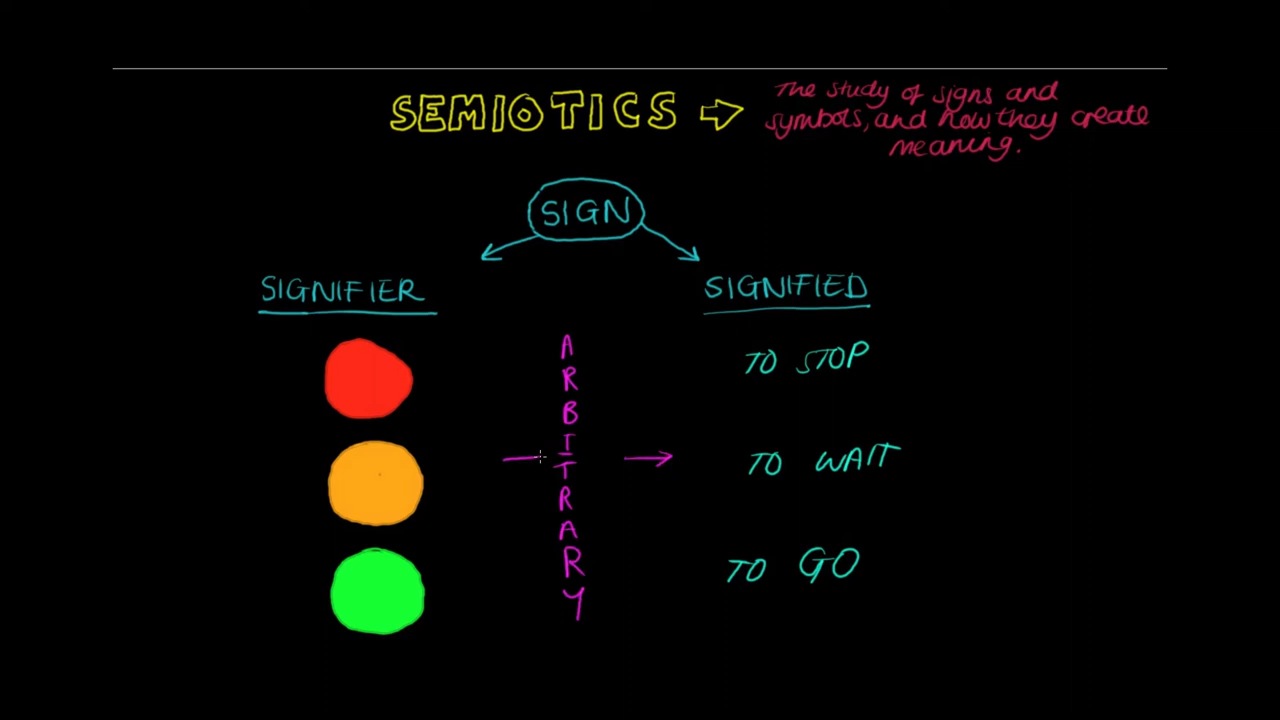 SEMIOTICS
The study of signs and
symbols, and how they create
meaning.
SIGN
SIGNIFIER
SIGNIFIED
ARBITRARY
TO STOP
TO WAIT
TO GO